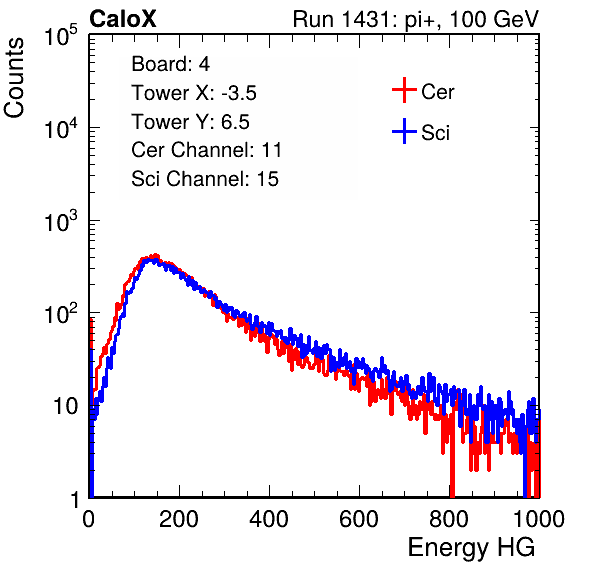 CaloX Run 1431: pi+, 100 GeV
Counts
10^5
10^4
10^3
10^2
10
1
Board: 4
Tower X: -3.5
Tower Y: 6.5
Cer Channel: 11
Sci Channel: 15
Cer
Sci
0 200 400 600 800 1000
Energy HG